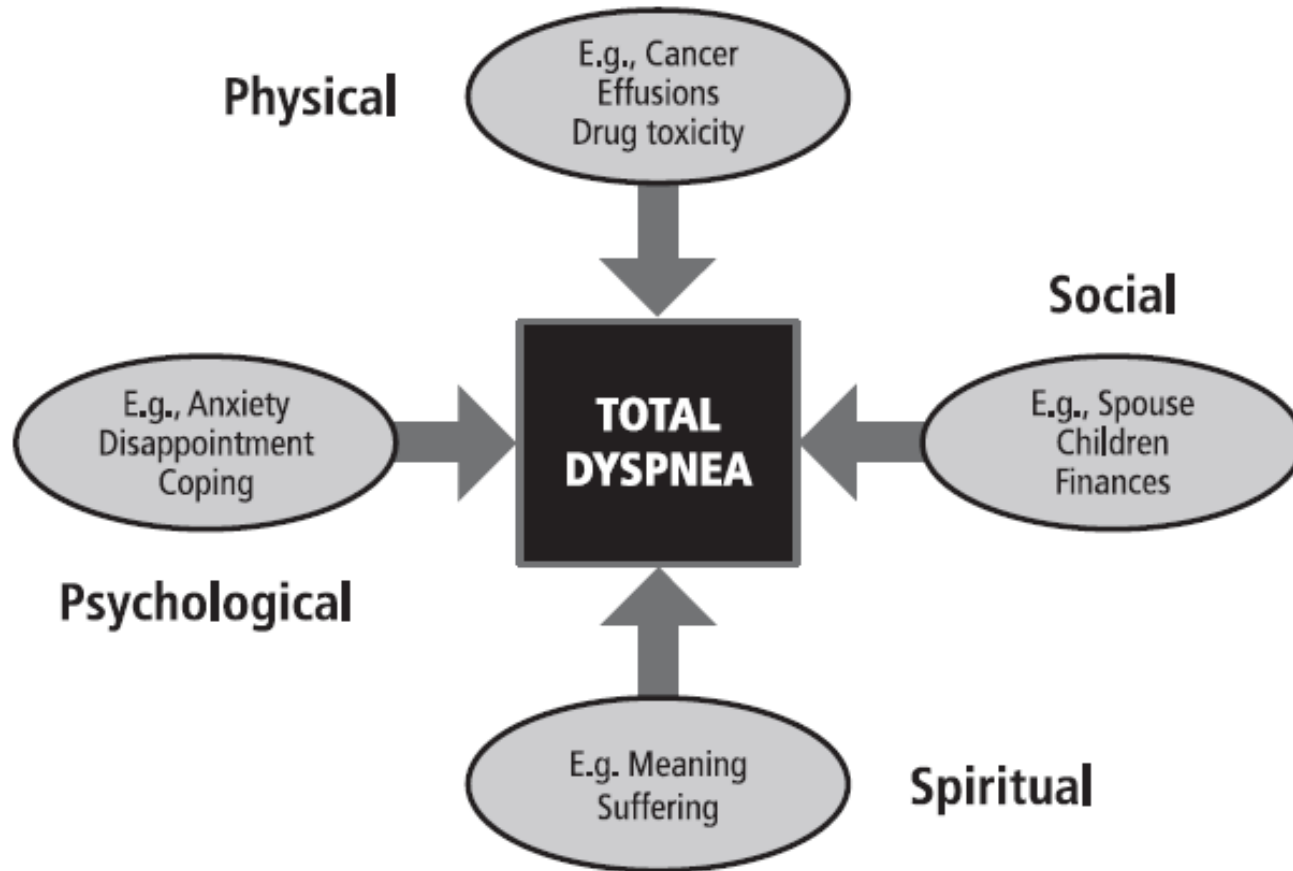 Physical
E.g., Cancer
Effusions
Drug toxicity
Social
E.g., Anxiety
Disappointment
Coping
TOTAL
DYSPNEA
E.g., Spouse
Children
Finances
Psychological
E.g. Meaning
Suffering
Spiritual